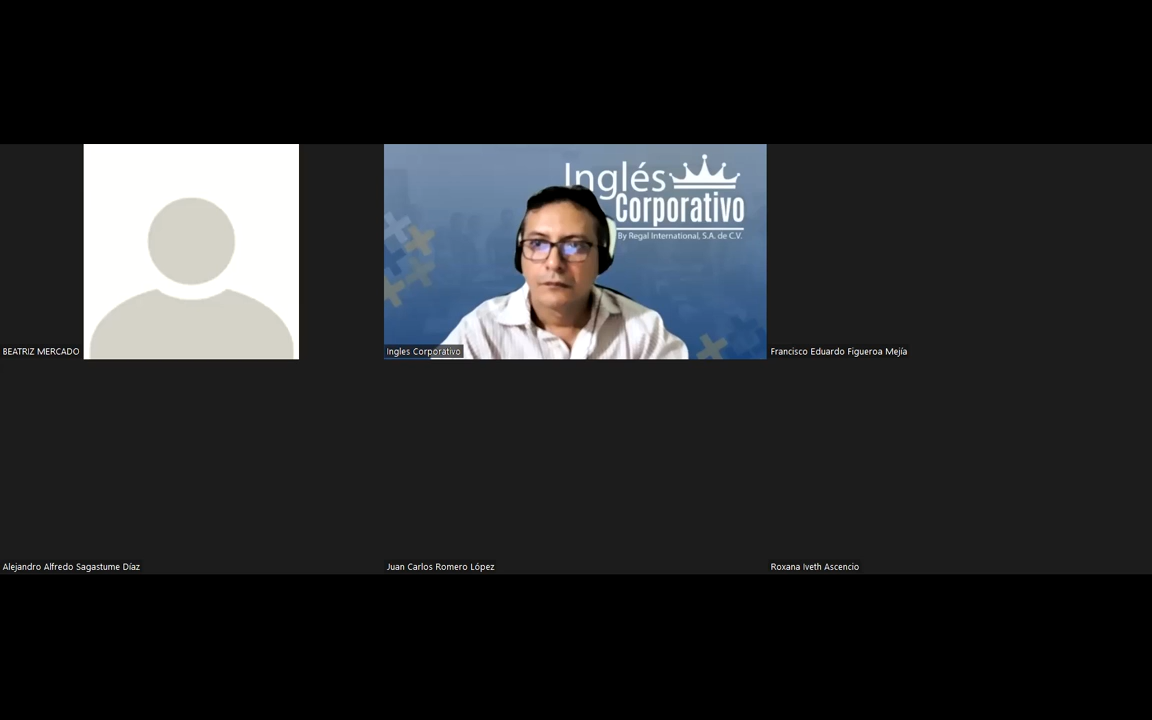 Inglés
Corporativo
By Regal International, S.A. de C.V.
BEATRIZ MERCADO
Ingles Corporativo
Francisco Eduardo Figueroa Mejía
Alejandro Alfredo Sagastume Díaz
Juan Carlos Romero López
Roxana Iveth Ascencio